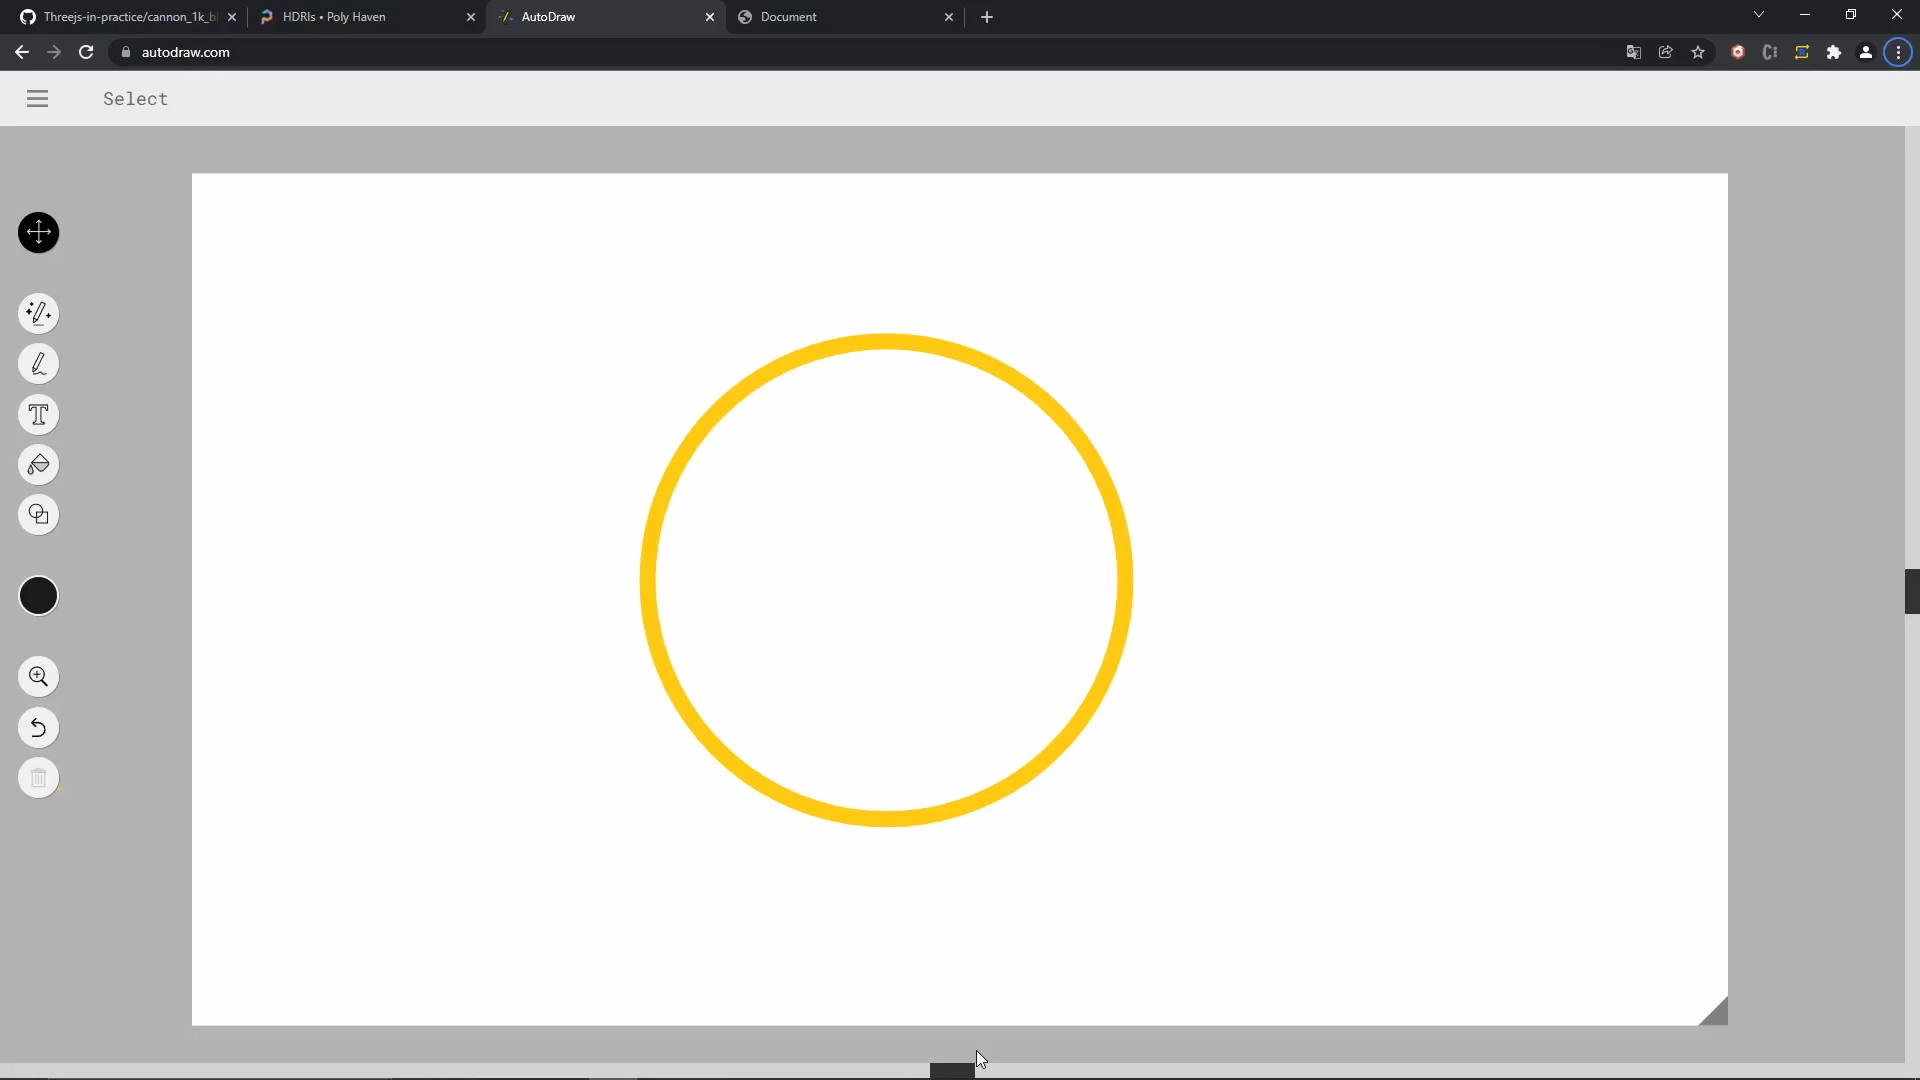 Threejs-in-practice/cannon_1k_b
HDRIs • Poly Haven
AutoDraw
Document
autodraw.com
Select